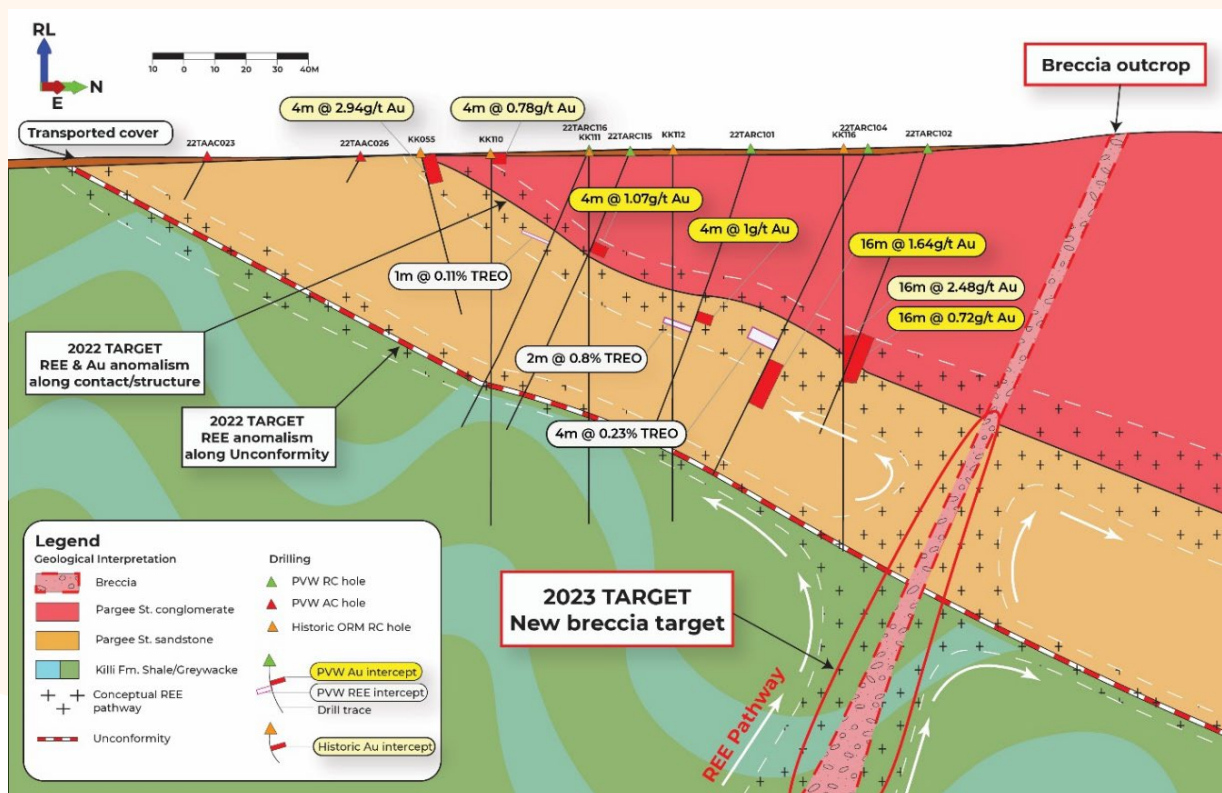 RL
N
E
10 0 10 20 30 40M
Breccia outcrop
4m @ 2.94g/t Au
4m @ 0.78g/t Au
Transported cover
22TAAC023
22TAAC026
KK055
KK110
22TARC116
KK111
22TARC115
KK112
22TARC101
22TARC104
KK116
22TARC102
4m @ 1.07g/t Au
4m @ 1g/t Au
16m @ 1.64g/t Au
1m @ 0.11% TREO
16m @ 2.48g/t Au
16m @ 0.72g/t Au
2022 TARGET
REE & Au anomalism
along contact/structure
2m @ 0.8% TREO
2022 TARGET
REE anomalism
along Unconformity
4m @ 0.23% TREO
2023 TARGET
New breccia target
REE Pathway
Legend
Geological Interpretation
Breccia
Pargee St. conglomerate
Pargee St. sandstone
Killi Fm. Shale/Greywacke
Conceptual REE
pathway
Unconformity
Drilling
PVW RC hole
PVW AC hole
Historic ORM RC hole
PVW Au intercept
PVW REE intercept
Drill trace
Historic Au intercept